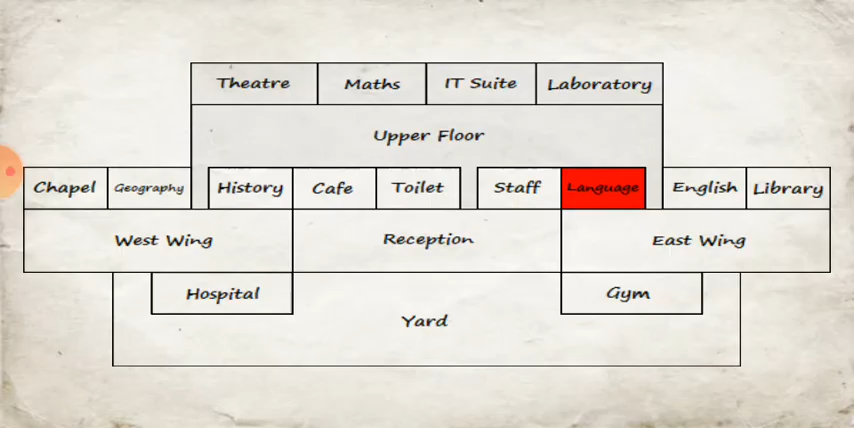 Theatre Maths IT Suite Laboratory
Upper Floor
Chapel Geography History Cafe Toilet Staff Language English Library
West Wing Reception East Wing
Hospital Gym
Yard